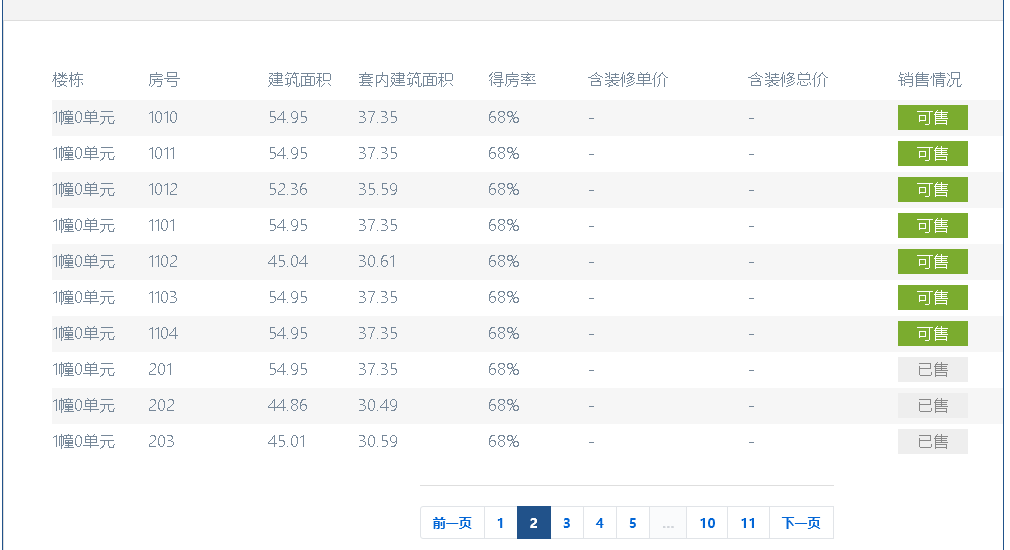 楼栋 房号 建筑面积 套内建筑面积 得房率 含装修单价 含装修总价 销售情况
1幢0单元 1010 54.95 37.35 68% - - 可售
1幢0单元 1011 54.95 37.35 68% - - 可售
1幢0单元 1012 52.36 35.59 68% - - 可售
1幢0单元 1101 54.95 37.35 68% - - 可售
1幢0单元 1102 45.04 30.61 68% - - 可售
1幢0单元 1103 54.95 37.35 68% - - 可售
1幢0单元 1104 54.95 37.35 68% - - 可售
1幢0单元 201 54.95 37.35 68% - - 已售
1幢0单元 202 44.86 30.49 68% - - 已售
1幢0单元 203 45.01 30.59 68% - - 已售
前一页 1 2 3 4 5 ... 10 11 下一页